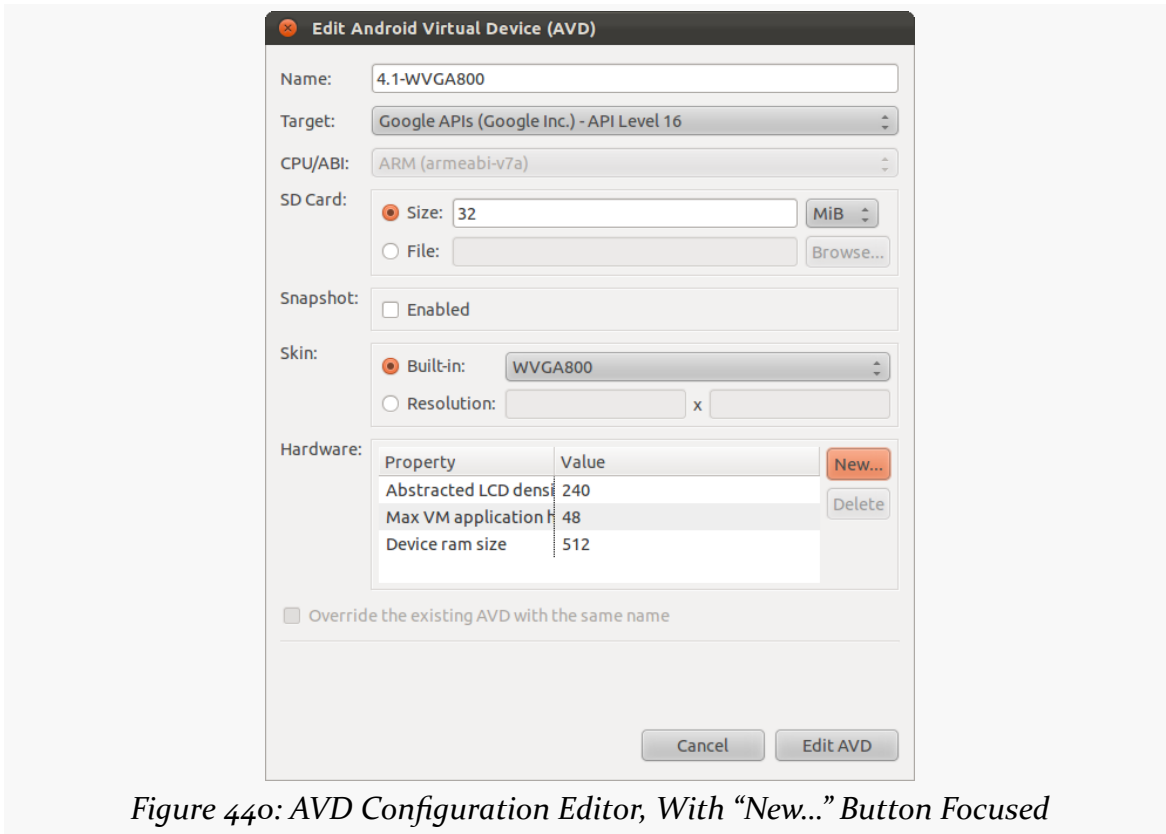 Edit Android Virtual Device (AVD)
Name: 4.1-WVGA800
Target: Google APIs (Google Inc.) - API Level 16
CPU/ABI: ARM (armeabi-v7a)
SD Card:
Size: 32 MiB
File: Browse...
Snapshot:
Enabled
Skin:
Built-in: WVGA800
Resolution: x
Hardware:
Property Value New...
Abstracted LCD densi 240
Delete
Max VM application h 48
Device ram size 512
Override the existing AVD with the same name
Cancel Edit AVD
Figure 440: AVD Configuration Editor, With “New...” Button Focused